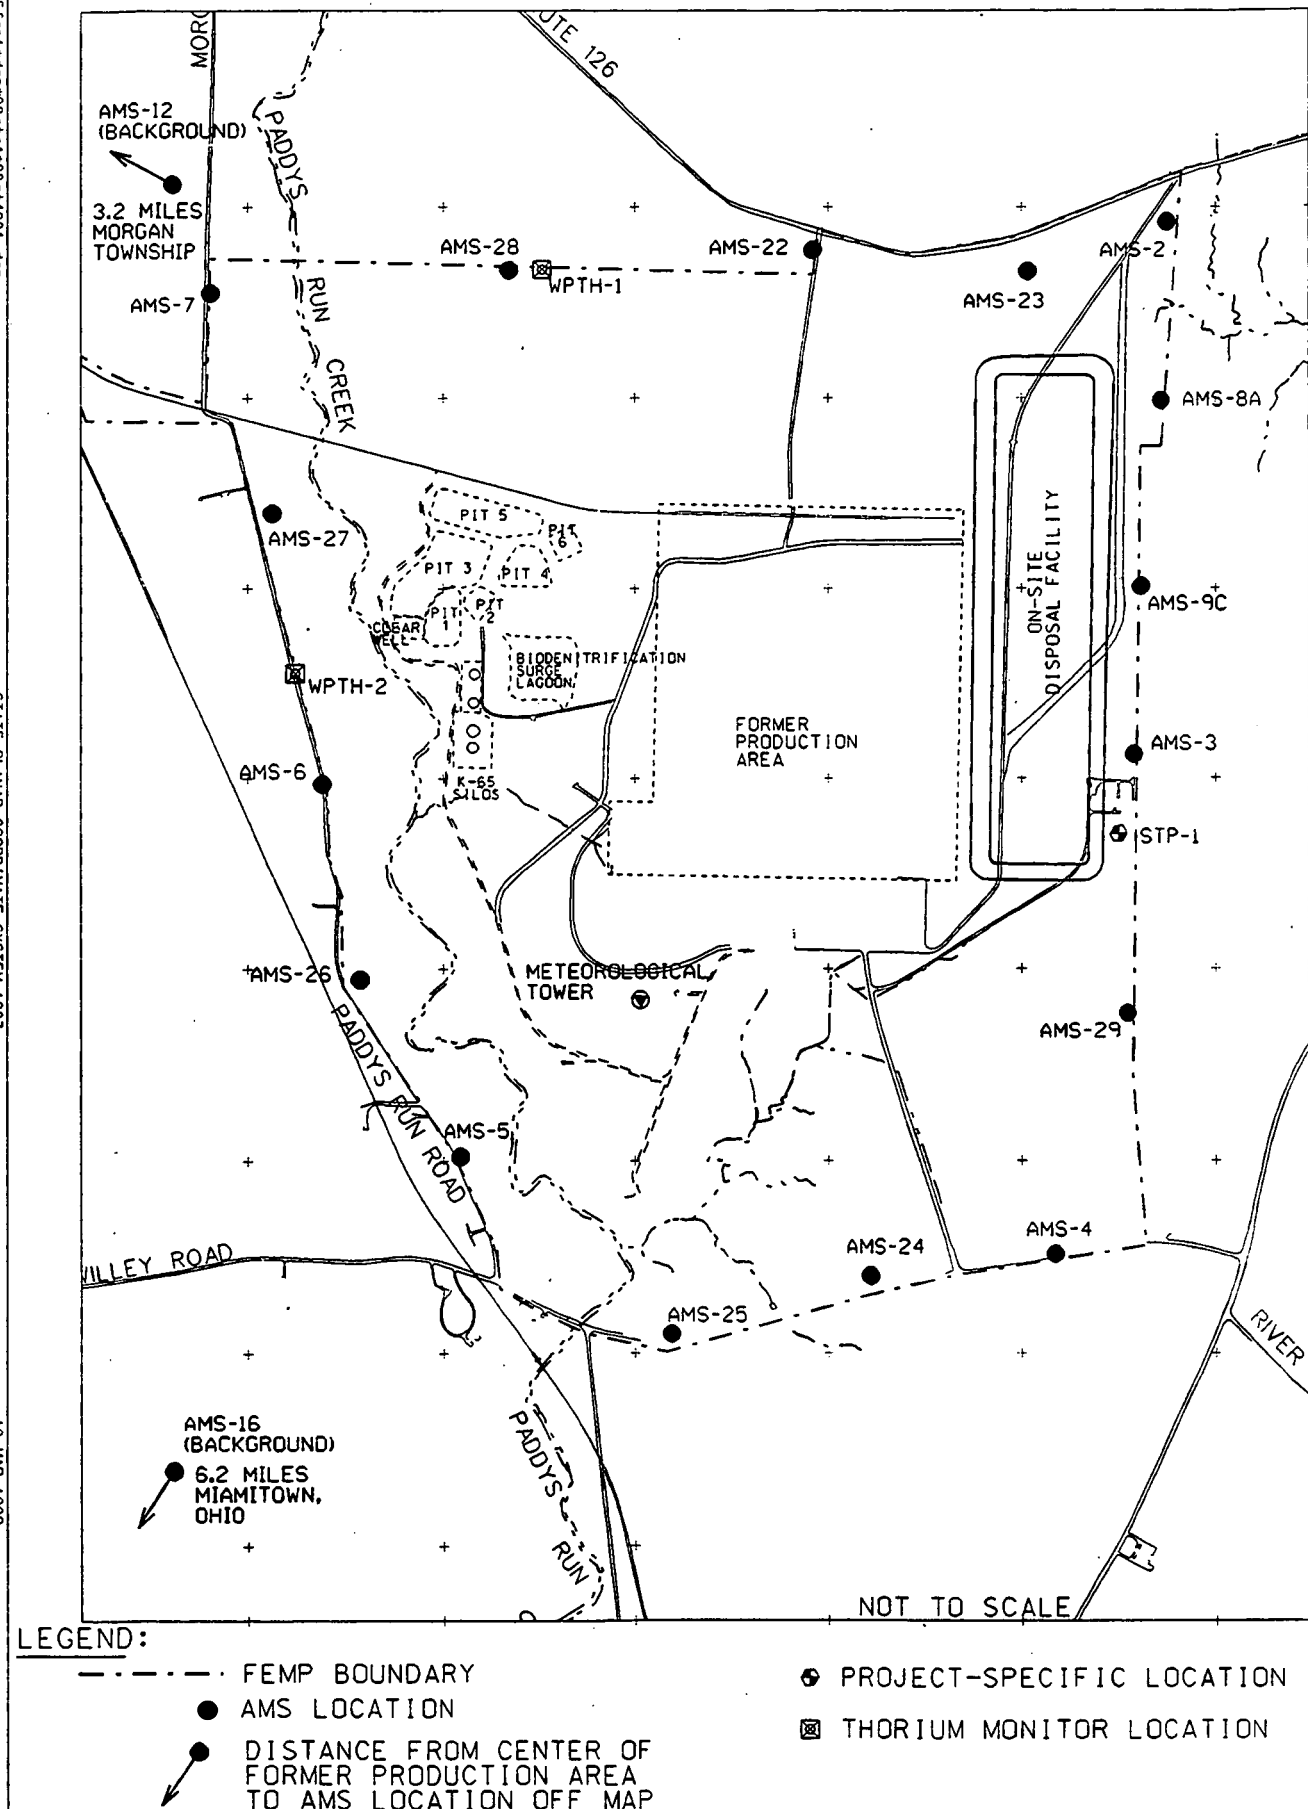 MOR
UTE 126
AMS-12
(BACKGROUND)
3.2 MILES
MORGAN
TOWNSHIP
PADDYS
RUN
CREEK
AMS-28
WPTH-1
AMS-22
AMS-2
AMS-23
AMS-7
AMS-8A
AMS-27
PIT 5
PIT
6
PIT 3
PIT 4
PIT
1
PIT
2
CLEAR
WELL
BIODENITRIFICATION
SURGE
LAGOON
ON-SITE
DISPOSAL FACILITY
AMS-9C
WPTH-2
FORMER
PRODUCTION
AREA
AMS-3
AMS-6
K-65
SILOS
STP-1
AMS-26
METEOROLOGICAL
TOWER
AMS-29
PADDYS RUN ROAD
AMS-5
AMS-4
AMS-24
WILLEY ROAD
AMS-25
RIVER
AMS-16
(BACKGROUND)
6.2 MILES
MIAMITOWN,
OHIO
PADDYS
RUN
NOT TO SCALE
LEGEND:
FEMP BOUNDARY
AMS LOCATION
DISTANCE FROM CENTER OF
FORMER PRODUCTION AREA
TO AMS LOCATION OFF MAP
PROJECT-SPECIFIC LOCATION
THORIUM MONITOR LOCATION